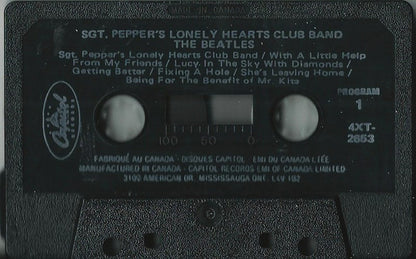 MADE IN CANADA
SGT. PEPPER'S LONELY HEARTS CLUB BAND
THE BEATLES
Sgt. Pepper's Lonely Hearts Club Band / With A Little Help
From My Friends / Lucy In The Sky With Diamonds /
Getting Better / Fixing A Hole / She's Leaving Home /
Being For The Benefit of Mr. Kite
PROGRAM
1
Capitol
4XT-
2653
100 50 0
FABRIQUÉ AU CANADA - DISQUES CAPITOL - EMI DU CANADA LTÉE
MANUFACTURED IN CANADA - CAPITOL RECORDS EMI OF CANADA LIMITED
3109 AMERICAN DR. MISSISSAUGA ONT. L4V 1B2